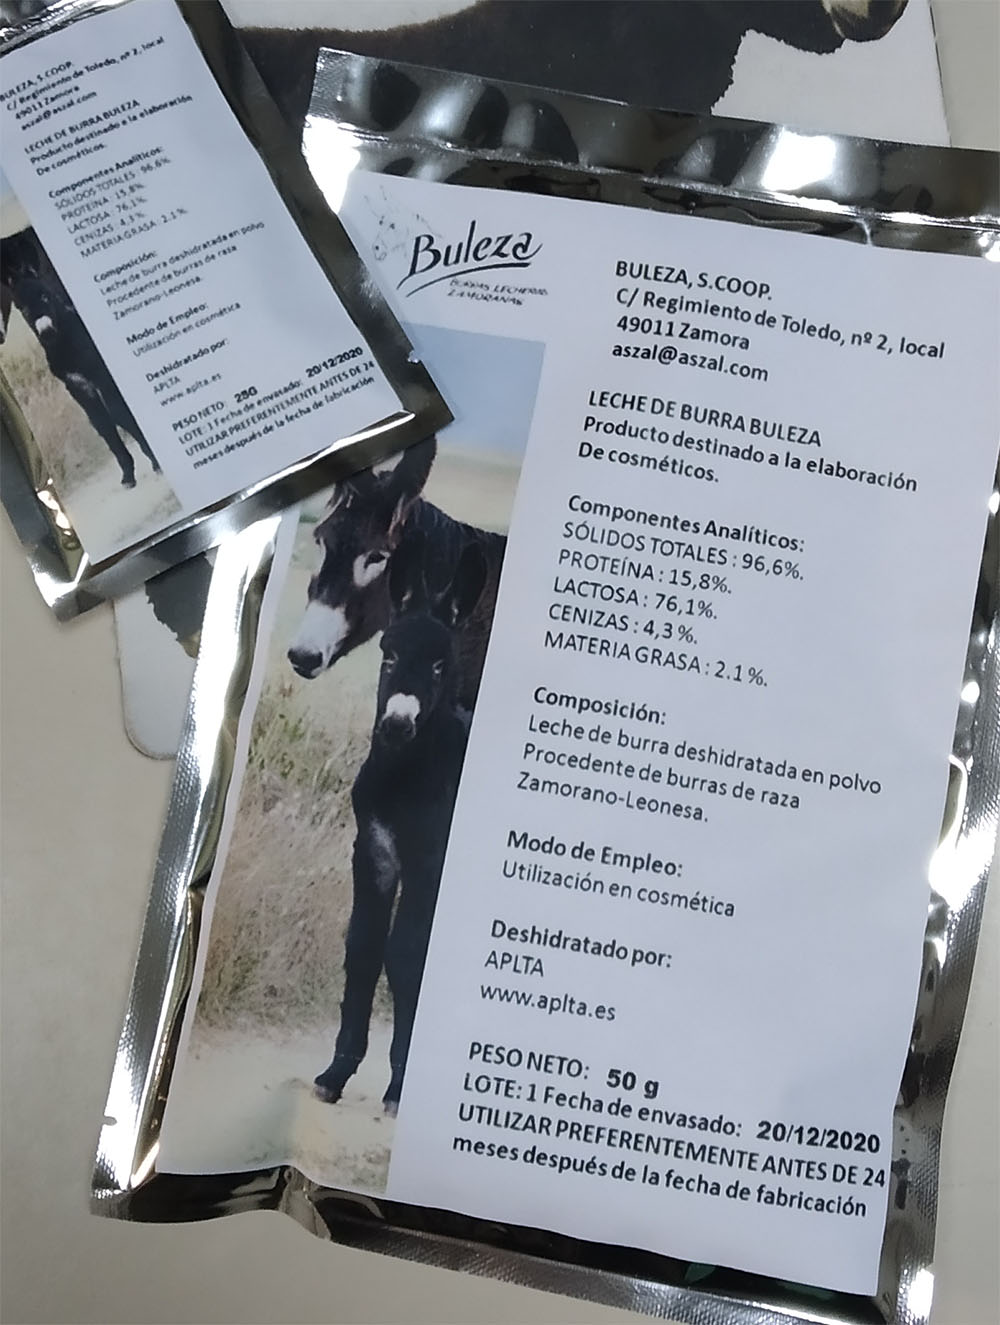 BULEZA, S.COOP.
C/ Regimiento de Toledo, nº 2, local
49011 Zamora
aszal@aszal.com
LECHE DE BURRA BULEZA
Producto destinado a la elaboración
De cosméticos.
Componentes Analíticos:
SÓLIDOS TOTALES : 96,6%.
PROTEÍNA : 15,8%.
LACTOSA : 76,1%.
CENIZAS : 4,3 %.
MATERIA GRASA : 2.1 %.
Composición:
Leche de burra deshidratada en polvo
Procedente de burras de raza
Zamorano-Leonesa.
Modo de Empleo:
Utilización en cosmética
Deshidratado por:
APLTA
www.aplta.es
PESO NETO: 25G
LOTE: 1 Fecha de envasado: 20/12/2020
UTILIZAR PREFERENTEMENTE ANTES DE 24
meses después de la fecha de fabricación
Buleza
BURRAS LECHERAS
ZAMORANAS
BULEZA, S.COOP.
C/ Regimiento de Toledo, nº 2, local
49011 Zamora
aszal@aszal.com
LECHE DE BURRA BULEZA
Producto destinado a la elaboración
De cosméticos.
Componentes Analíticos:
SÓLIDOS TOTALES : 96,6%.
PROTEÍNA : 15,8%.
LACTOSA : 76,1%.
CENIZAS : 4,3 %.
MATERIA GRASA : 2.1 %.
Composición:
Leche de burra deshidratada en polvo
Procedente de burras de raza
Zamorano-Leonesa.
Modo de Empleo:
Utilización en cosmética
Deshidratado por:
APLTA
www.aplta.es
PESO NETO: 50 g
LOTE: 1 Fecha de envasado: 20/12/2020
UTILIZAR PREFERENTEMENTE ANTES DE 24
meses después de la fecha de fabricación